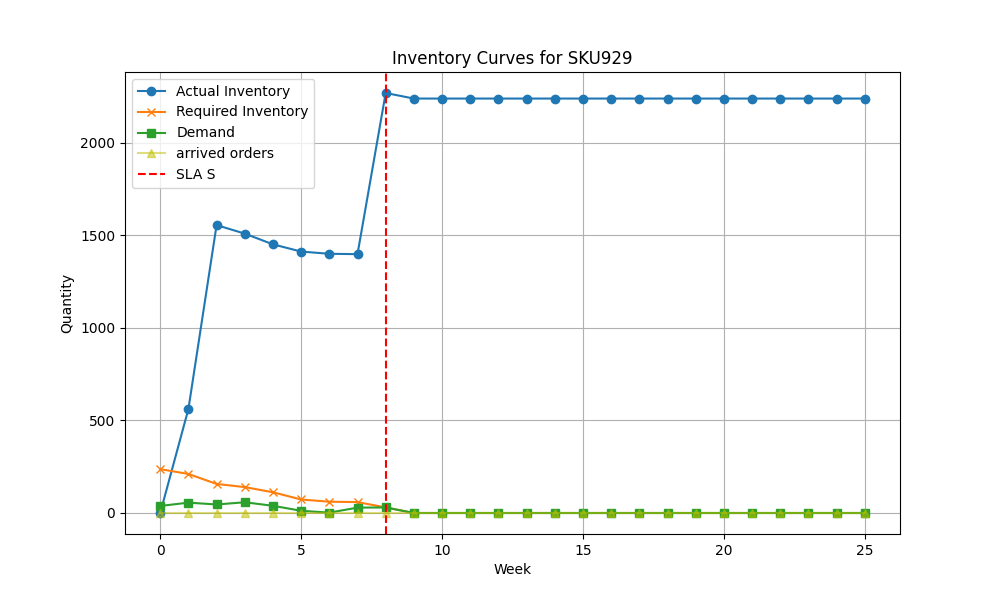 Inventory Curves for SKU929
Actual Inventory
Required Inventory
Demand
arrived orders
SLA S
Quantity
2000
1500
1000
500
0
0 5 10 15 20 25
Week